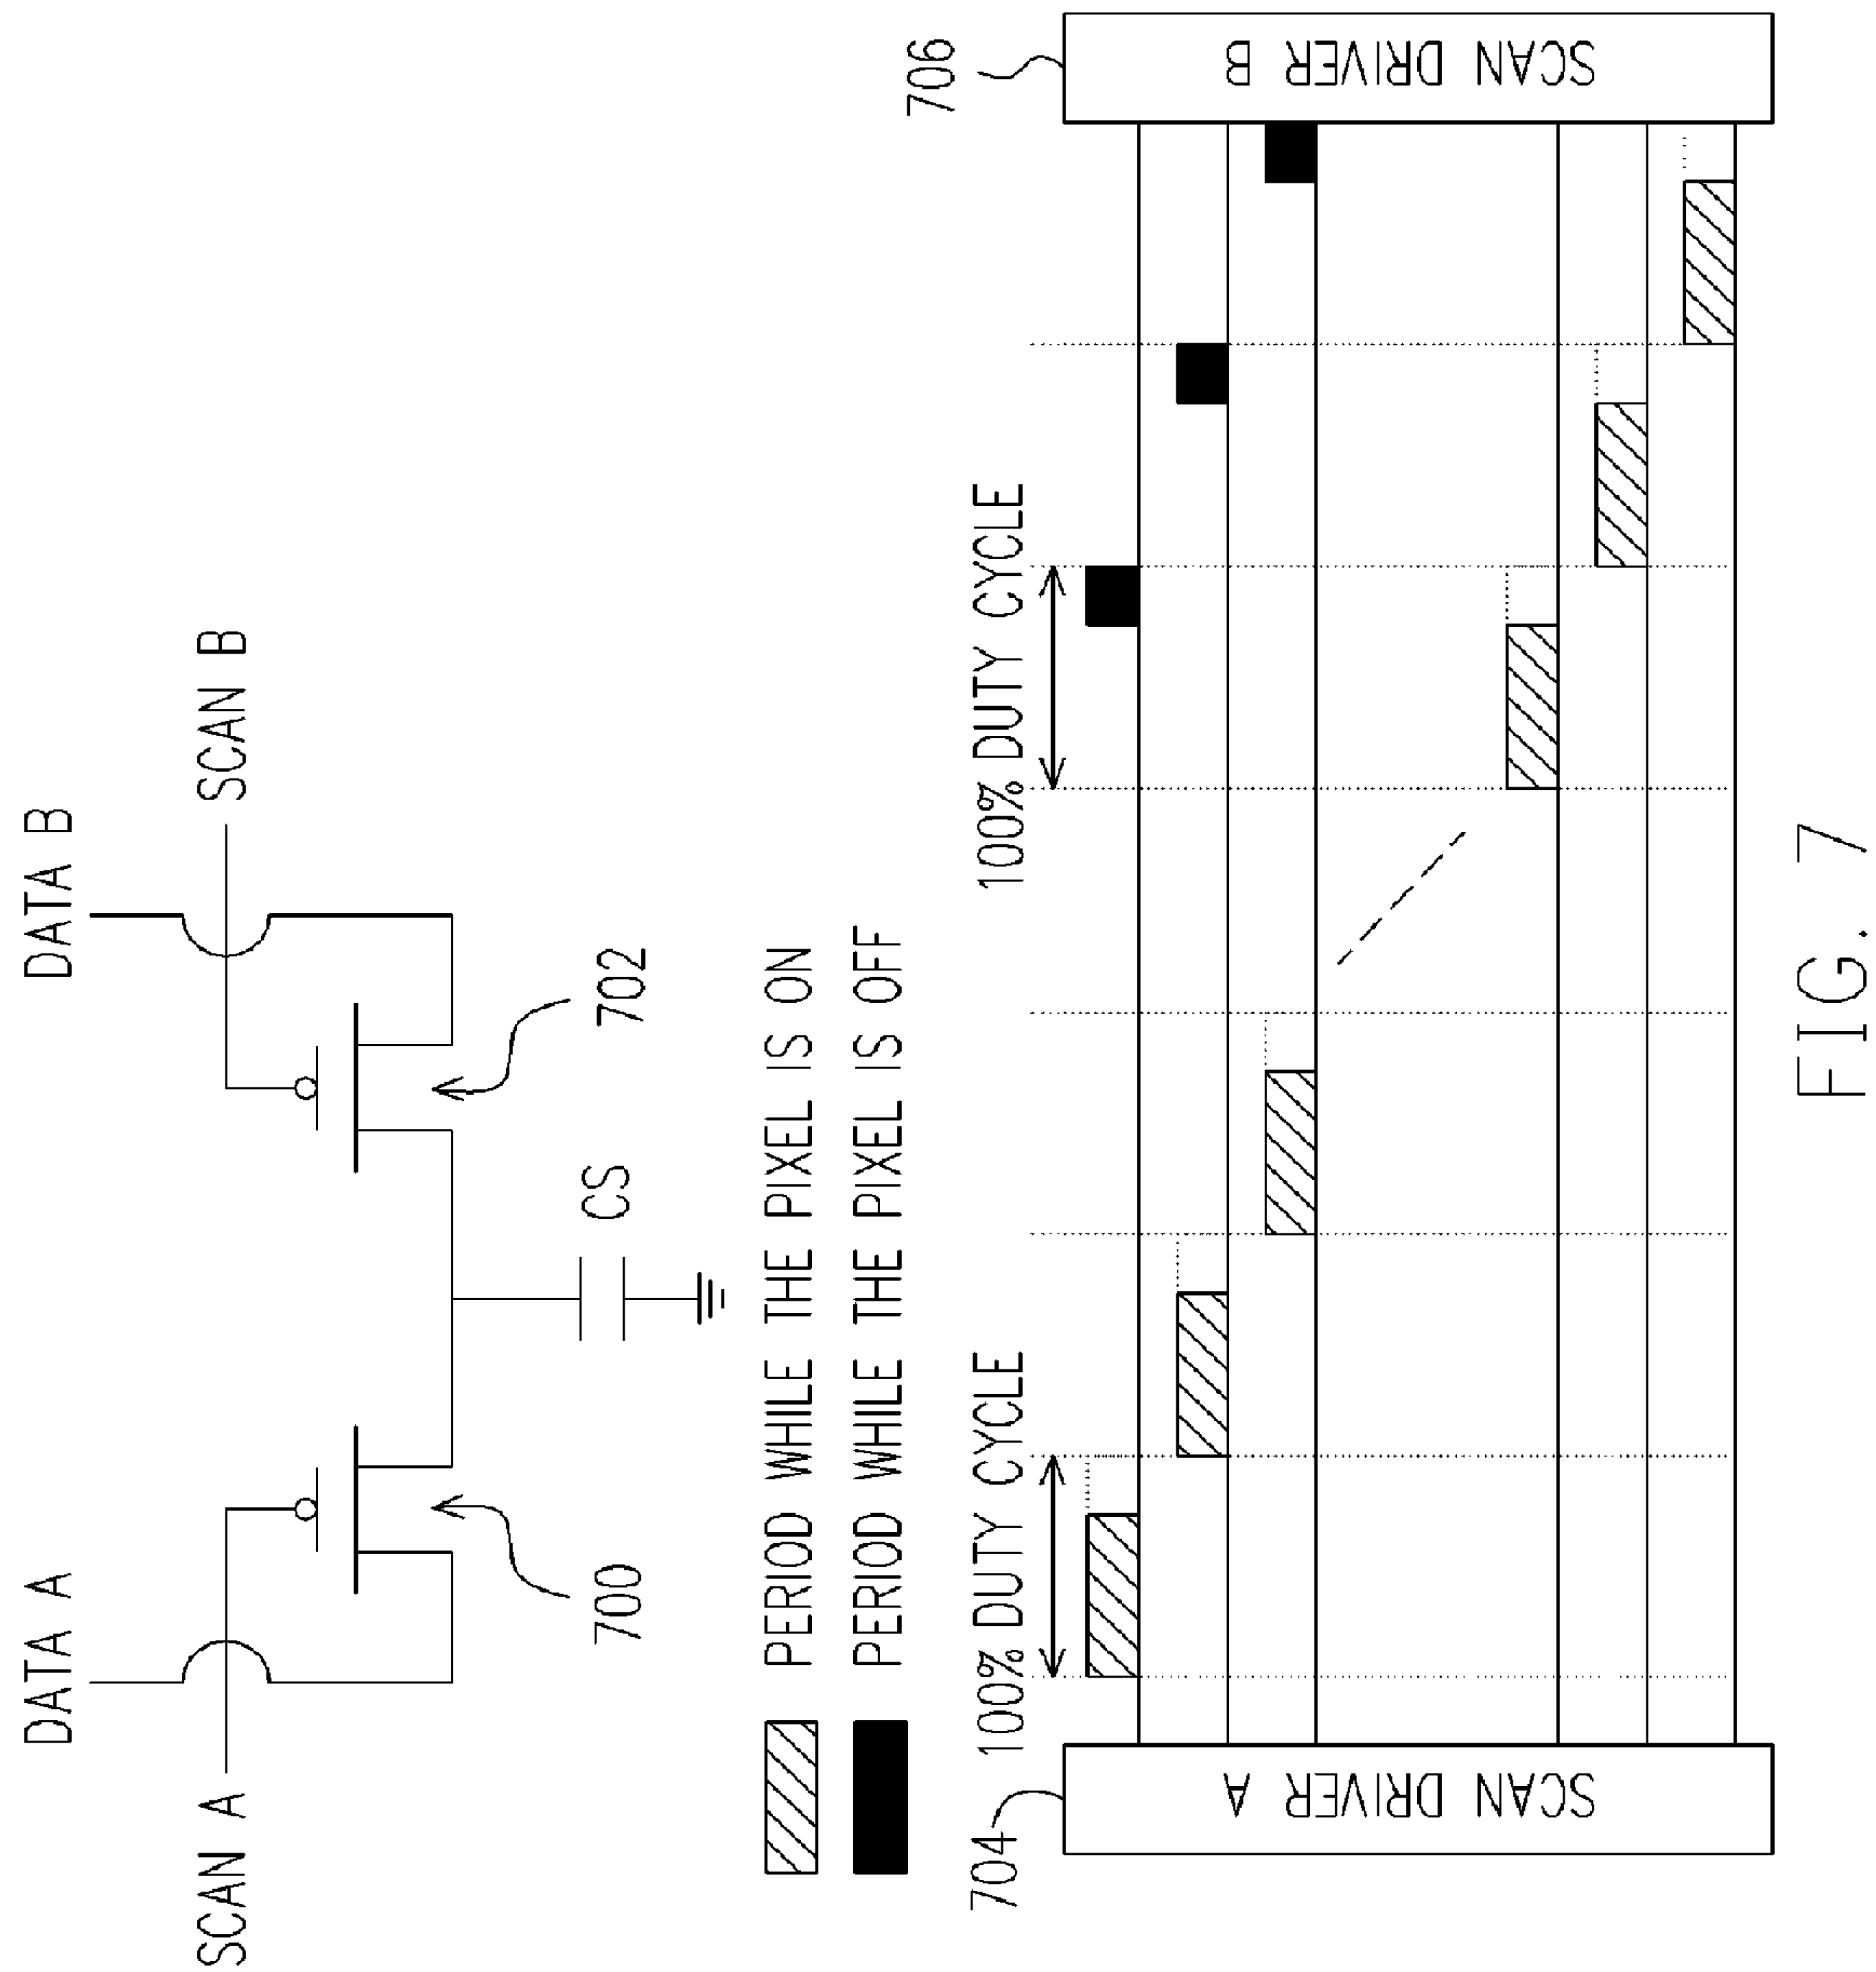 DATA A
DATA B
SCAN A
SCAN B
700
702
CS
PERIOD WHILE THE PIXEL IS ON
PERIOD WHILE THE PIXEL IS OFF
704
706
100% DUTY CYCLE
100% DUTY CYCLE
SCAN DRIVER A
SCAN DRIVER B
FIG. 7